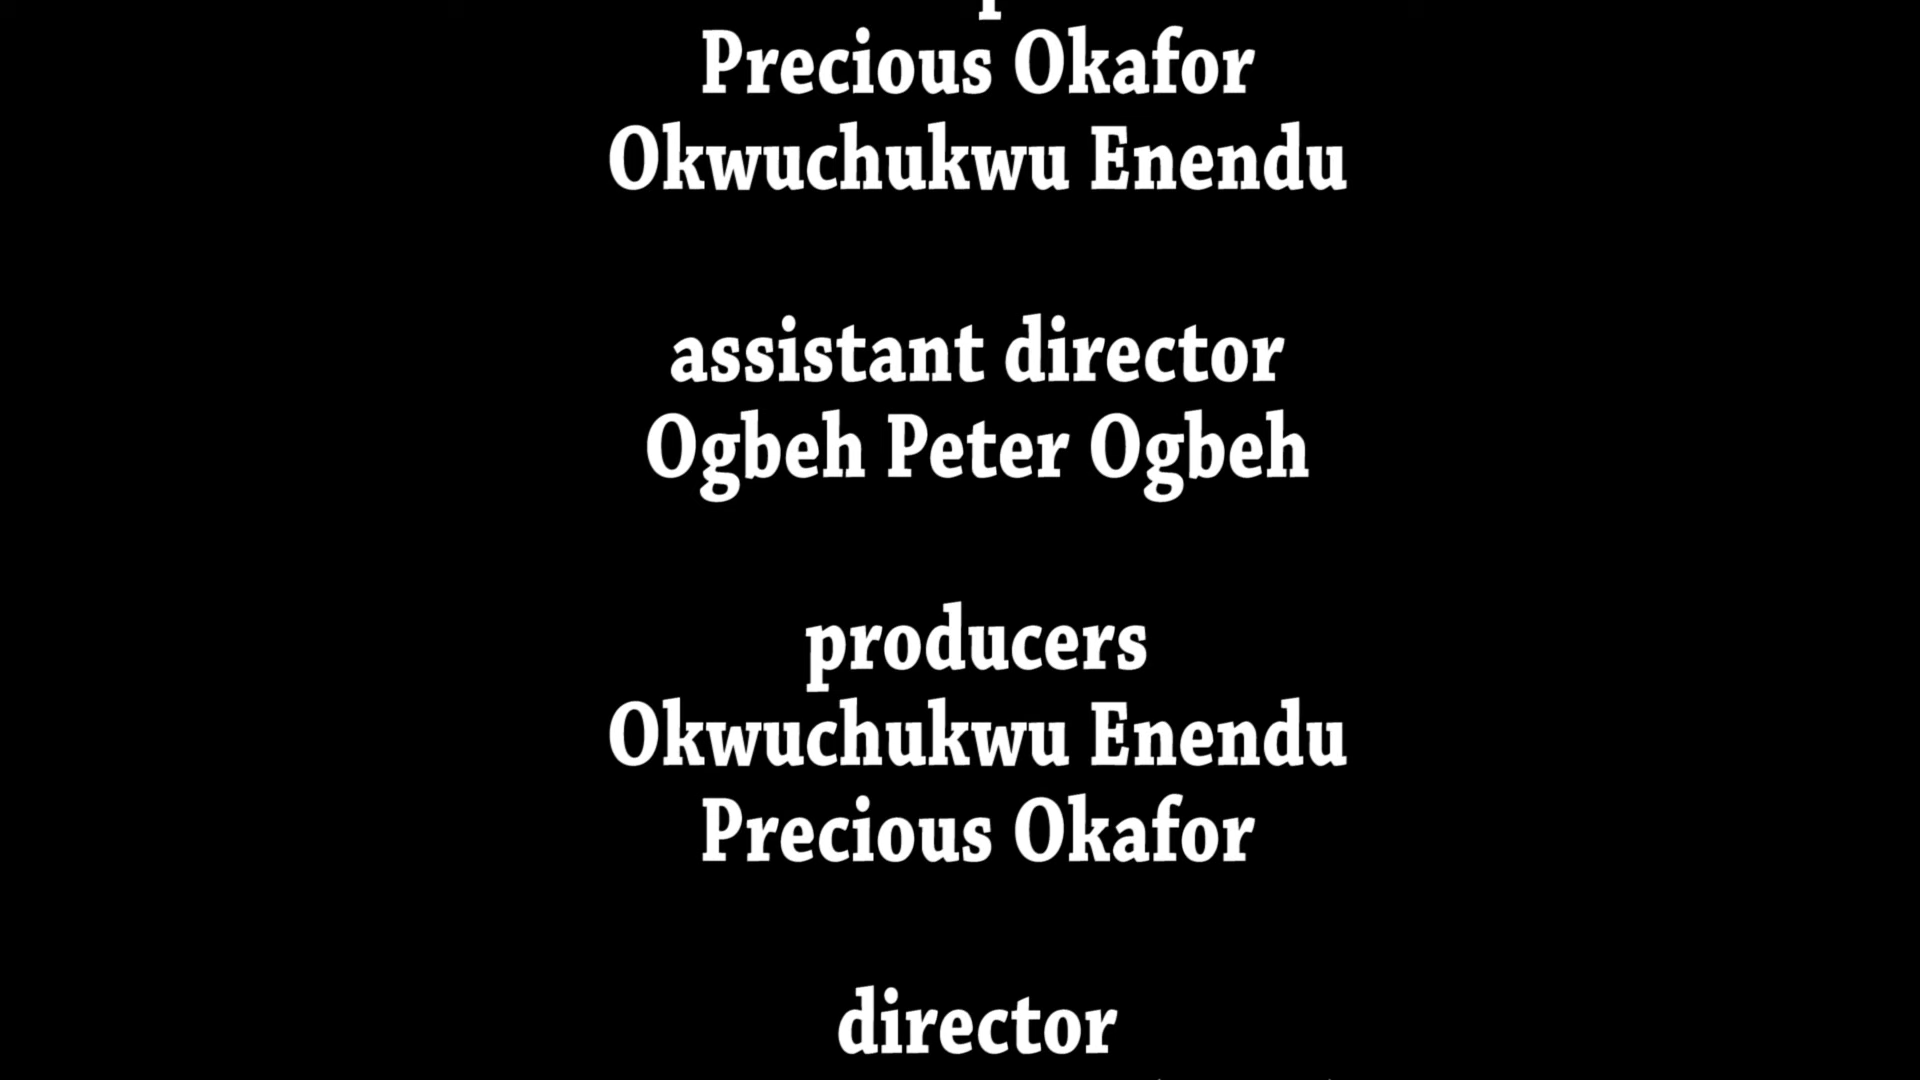 Precious Okafor
Okwuchukwu Enendu
assistant director
Ogbeh Peter Ogbeh
producers
Okwuchukwu Enendu
Precious Okafor
director